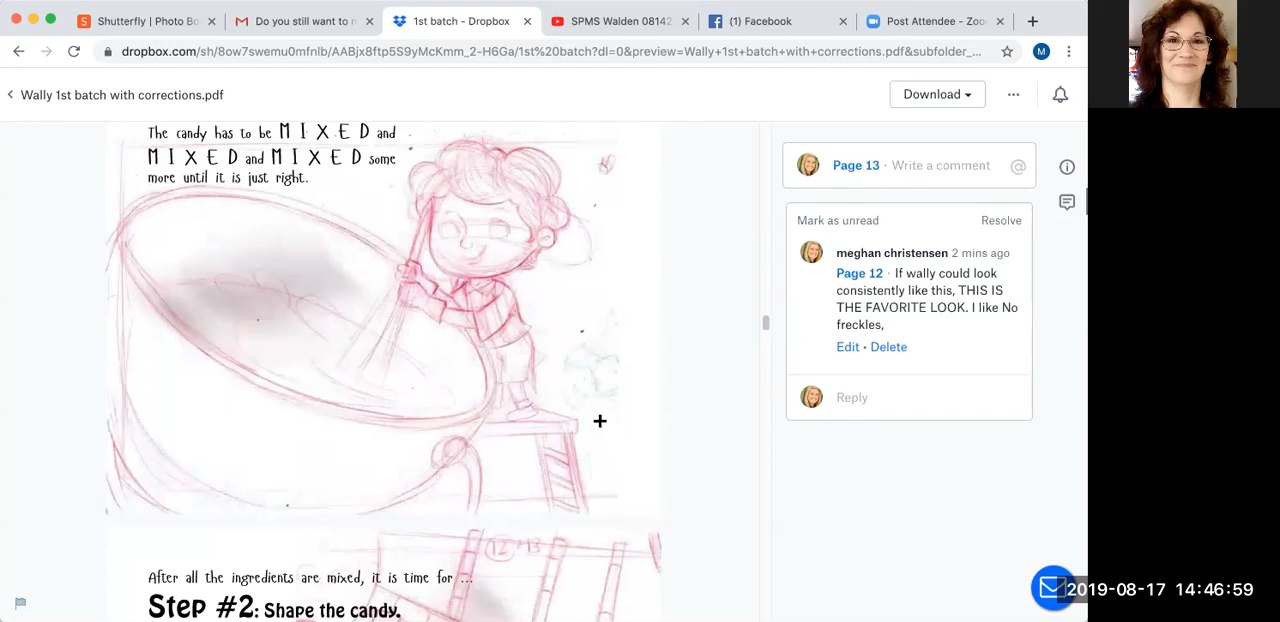 Shutterfly | Photo Bo
Do you still want to n
1st batch - Dropbox
SPMS Walden 08142
(1) Facebook
Post Attendee - Zoo
dropbox.com/sh/8ow7swemu0mfnlb/AABjx8ftp5S9yMcKmm_2-H6Ga/1st%20batch?dl=0&preview=Wally+1st+batch+with+corrections.pdf&subfolder_...
M
Wally 1st batch with corrections.pdf
Download
The candy has to be M I X E D and
M I X E D and M I X E D some
more until it is just right.
12 + 13
After all the ingredients are mixed, it is time for ...
Step #2: Shape the candy.
Page 13 · Write a comment @
Mark as unread Resolve
meghan christensen 2 mins ago
Page 12 · If wally could look
consistently like this, THIS IS
THE FAVORITE LOOK. I like No
freckles,
Edit • Delete
Reply
2019-08-17 14:46:59